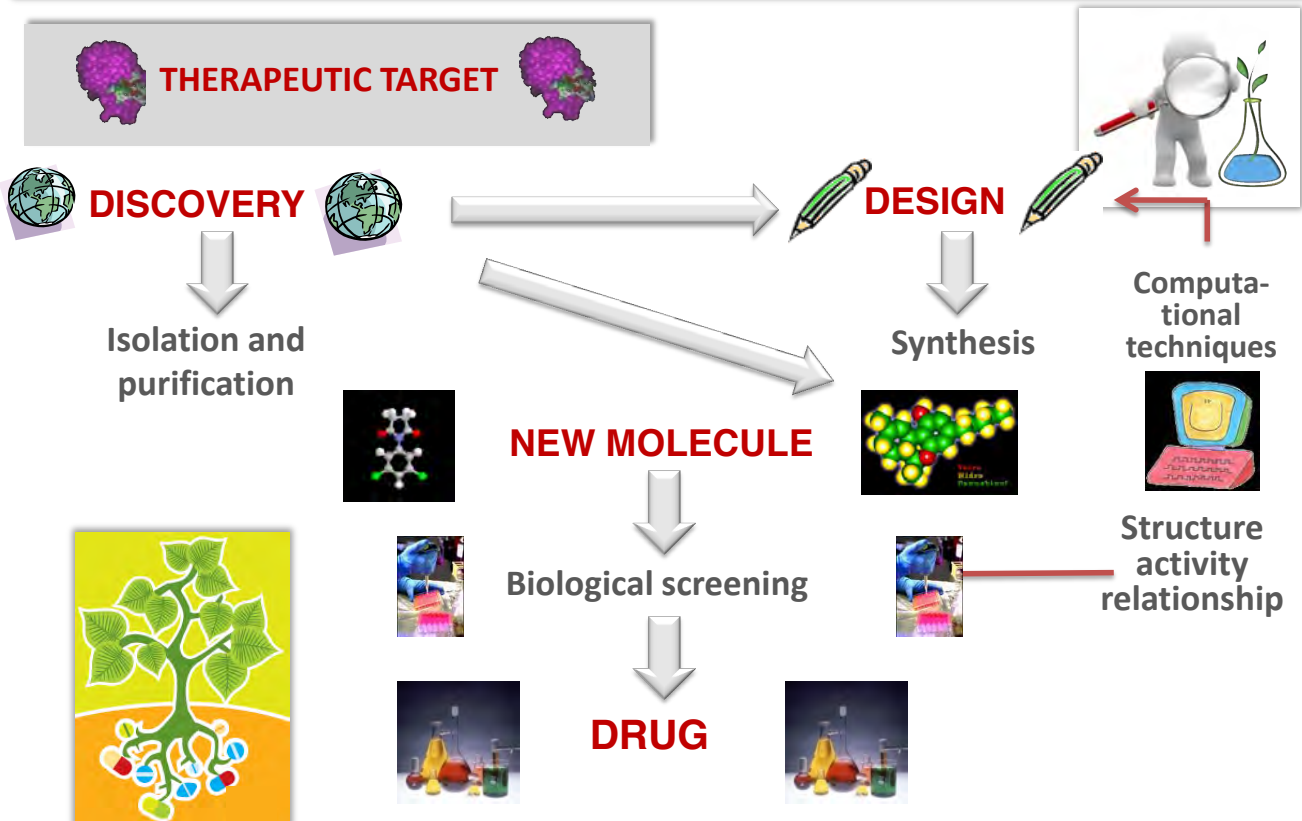 THERAPEUTIC TARGET
DISCOVERY
DESIGN
Isolation and
purification
Synthesis
Computa-
tional
techniques
NEW MOLECULE
Biological screening
Structure
activity
relationship
DRUG